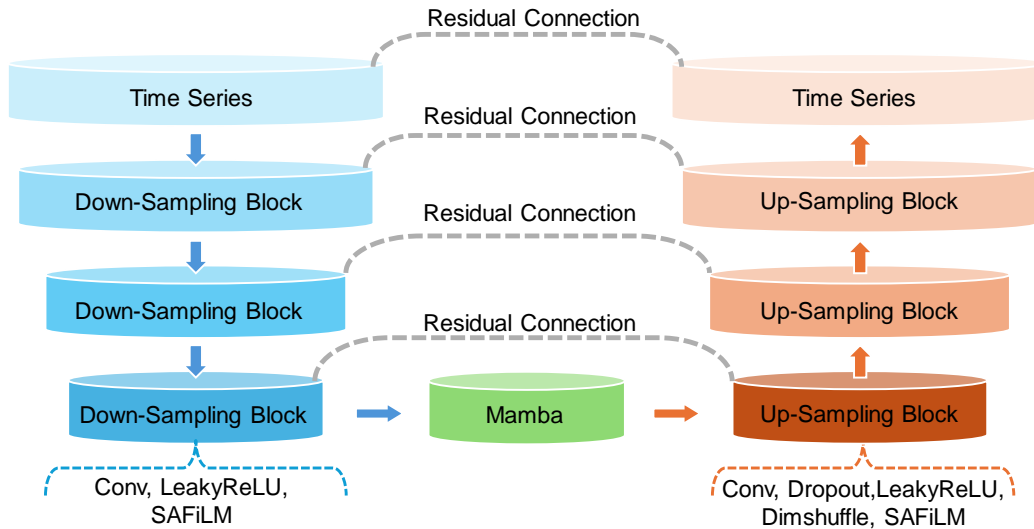 Residual Connection
Time Series
Time Series
Residual Connection
Down-Sampling Block
Up-Sampling Block
Residual Connection
Down-Sampling Block
Up-Sampling Block
Residual Connection
Down-Sampling Block
Mamba
Up-Sampling Block
Conv, LeakyReLU,
SAFiLM
Conv, Dropout,LeakyReLU,
Dimshuffle, SAFiLM